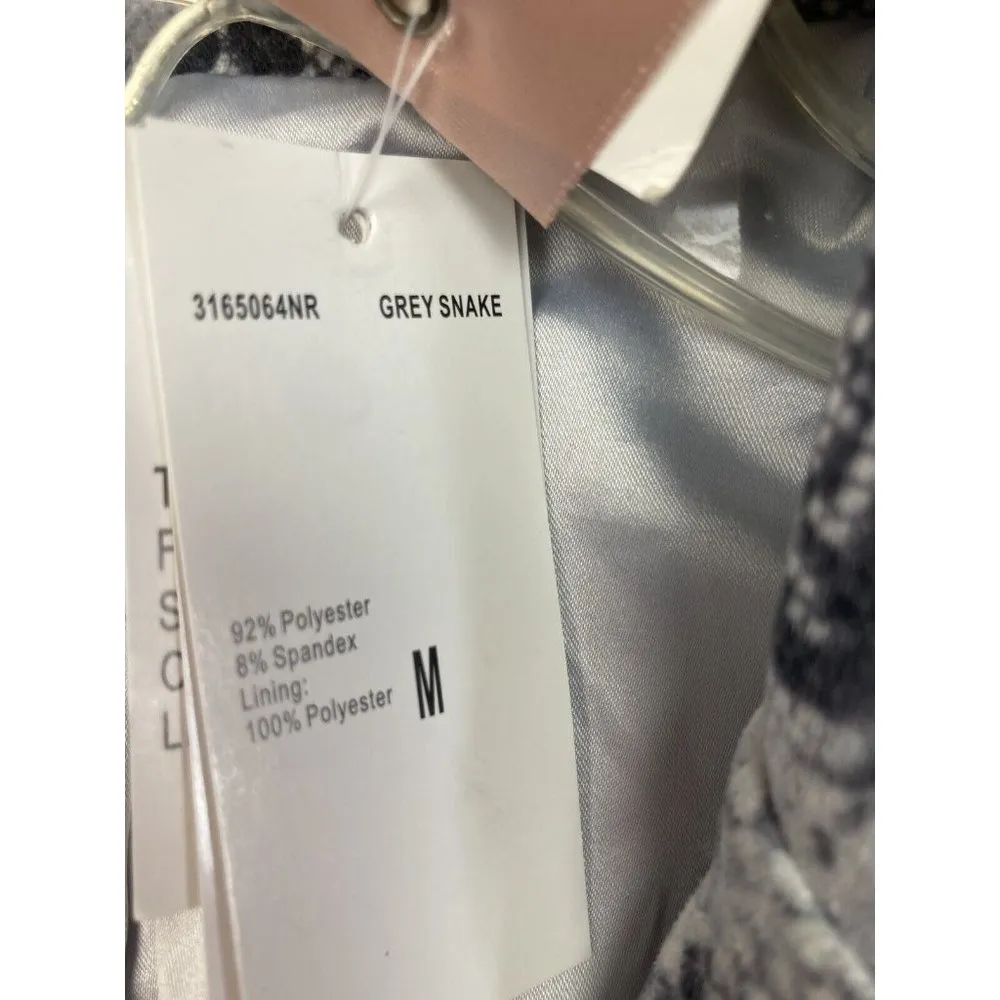 3165064NR GREY SNAKE
92% Polyester
8% Spandex
Lining:
100% Polyester
M